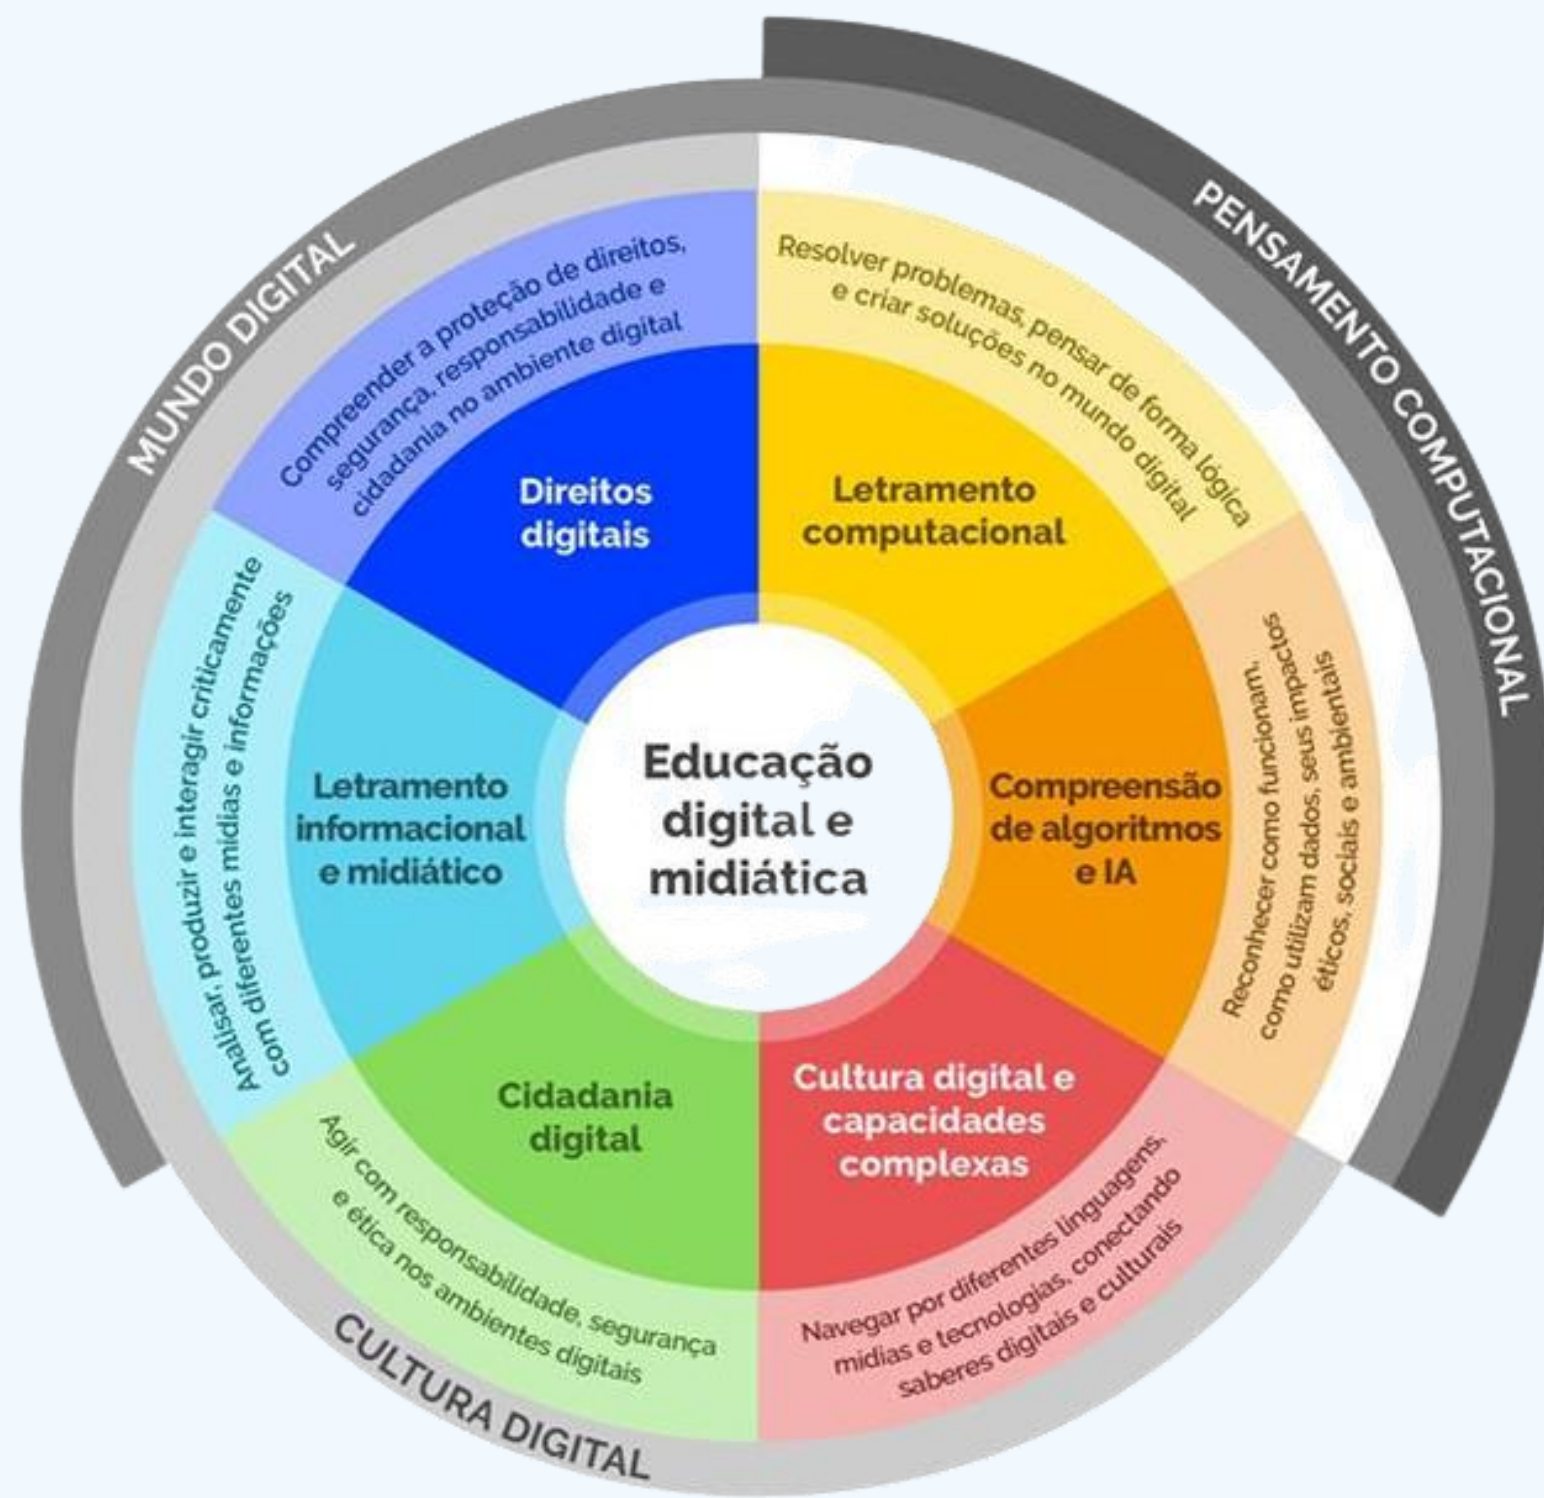 PENSAMENTO COMPUTACIONAL
MUNDO DIGITAL
CULTURA DIGITAL
Educação
digital e
midiática
Direitos
digitais
Compreender a proteção de direitos,
segurança, responsabilidade e
cidadania no ambiente digital
Letramento
computacional
Resolver problemas, pensar de forma lógica
e criar soluções no mundo digital
Compreensão
de algoritmos
e IA
Reconhecer como funcionam,
como utilizam dados, seus impactos
éticos, sociais e ambientais
Cultura digital e
capacidades
complexas
Navegar por diferentes linguagens,
mídias e tecnologias, conectando
saberes digitais e culturais
Cidadania
digital
Agir com responsabilidade, segurança
e ética nos ambientes digitais
Letramento
informacional
e midiático
Analisar, produzir e interagir criticamente
com diferentes mídias e informações